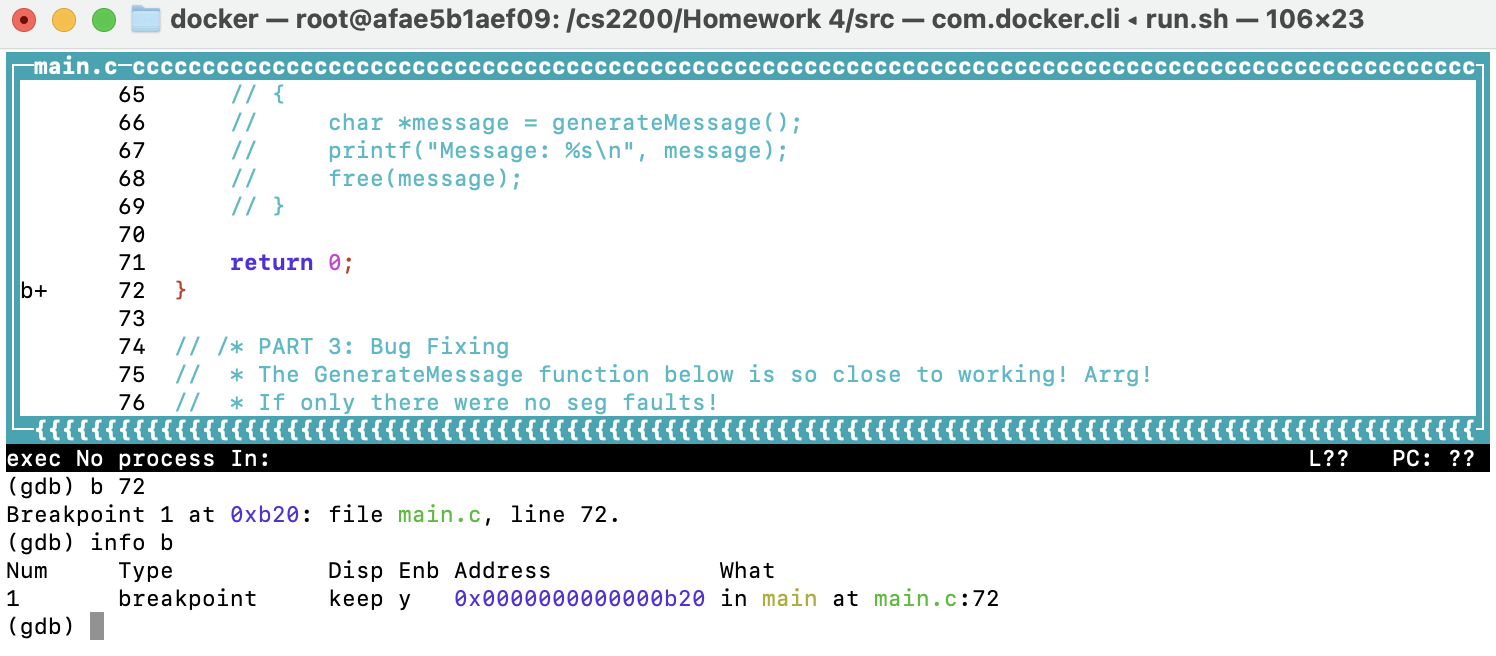 docker — root@afae5b1aef09: /cs2200/Homework 4/src — com.docker.cli ◂ run.sh — 106×23
main.c─cccccccccccccccccccccccccccccccccccccccccccccccccccccccccccccccccccccccccccccccccccccccccccccccc
65 // {
66 //     char *message = generateMessage();
67 //     printf("Message: %s\n", message);
68 //     free(message);
69 // }
70
71 return 0;
b+ 72 }
73
74 // /* PART 3: Bug Fixing
75 //  * The GenerateMessage function below is so close to working! Arrg!
76 //  * If only there were no seg faults!
{{{{{{{{{{{{{{{{{{{{{{{{{{{{{{{{{{{{{{{{{{{{{{{{{{{{{{{{{{{{{{{{{{{{{{{{{{{{{{{{{{{{{{{{{{{{{{{{{{{{{{{
exec No process In: L?? PC: ??
(gdb) b 72
Breakpoint 1 at 0xb20: file main.c, line 72.
(gdb) info b
Num     Type           Disp Enb Address            What
1       breakpoint     keep y   0x0000000000000b20 in main at main.c:72
(gdb)